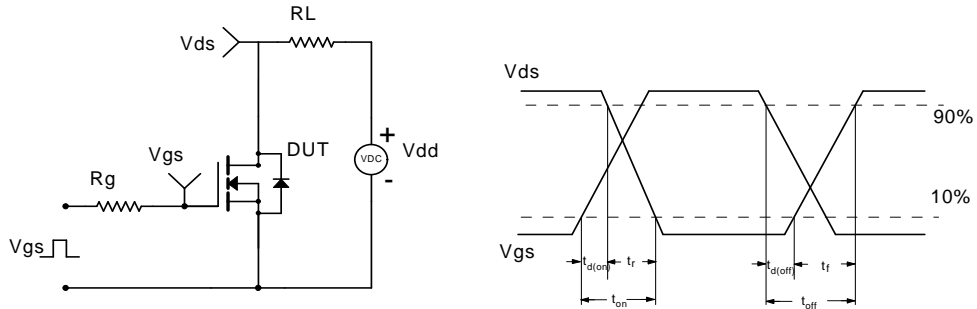 RL
Vds
+
VDC
Vdd
-
DUT
Vgs
Rg
Vgs
Vds
90%
10%
Vgs
td(on)
tr
td(off)
tf
ton
toff